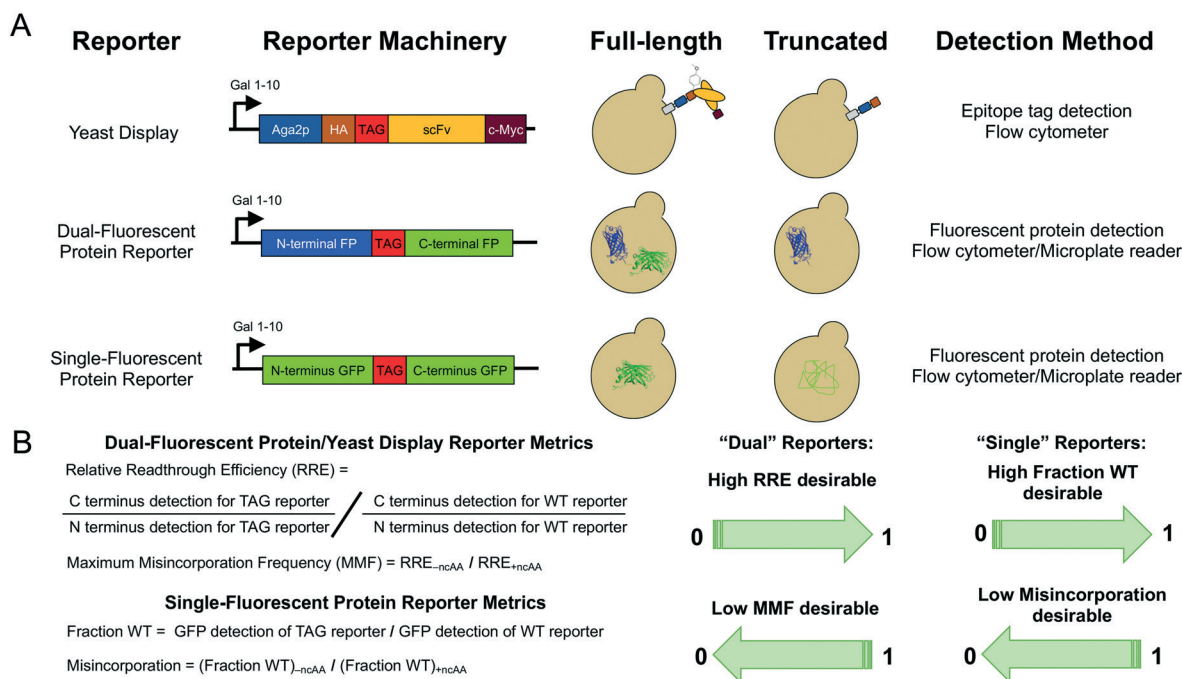 A
Reporter
Reporter Machinery
Full-length
Truncated
Detection Method
Yeast Display
Gal 1-10
Aga2p
HA
TAG
scFv
c-Myc
Epitope tag detection
Flow cytometer
Dual-Fluorescent
Protein Reporter
Gal 1-10
N-terminal FP
TAG
C-terminal FP
Fluorescent protein detection
Flow cytometer/Microplate reader
Single-Fluorescent
Protein Reporter
Gal 1-10
N-terminus GFP
TAG
C-terminus GFP
Fluorescent protein detection
Flow cytometer/Microplate reader
B
Dual-Fluorescent Protein/Yeast Display Reporter Metrics
Relative Readthrough Efficiency (RRE) =
C terminus detection for TAG reporter
N terminus detection for TAG reporter
/
C terminus detection for WT reporter
N terminus detection for WT reporter
Maximum Misincorporation Frequency (MMF) = RRE–ncAA / RRE+ncAA
Single-Fluorescent Protein Reporter Metrics
Fraction WT = GFP detection of TAG reporter / GFP detection of WT reporter
Misincorporation = (Fraction WT)–ncAA / (Fraction WT)+ncAA
“Dual” Reporters:
High RRE desirable
0
1
Low MMF desirable
0
1
“Single” Reporters:
High Fraction WT
desirable
0
1
Low Misincorporation
desirable
0
1